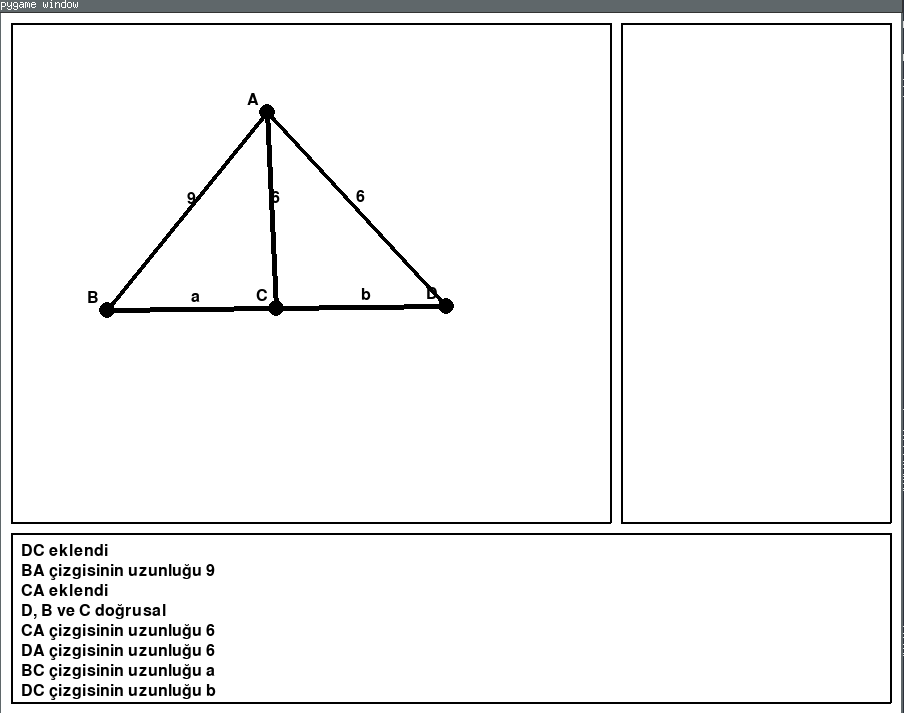 pygame window
A
9
6
6
B
a
C
b
D
DC eklendi
BA çizgisinin uzunluğu 9
CA eklendi
D, B ve C doğrusal
CA çizgisinin uzunluğu 6
DA çizgisinin uzunluğu 6
BC çizgisinin uzunluğu a
DC çizgisinin uzunluğu b